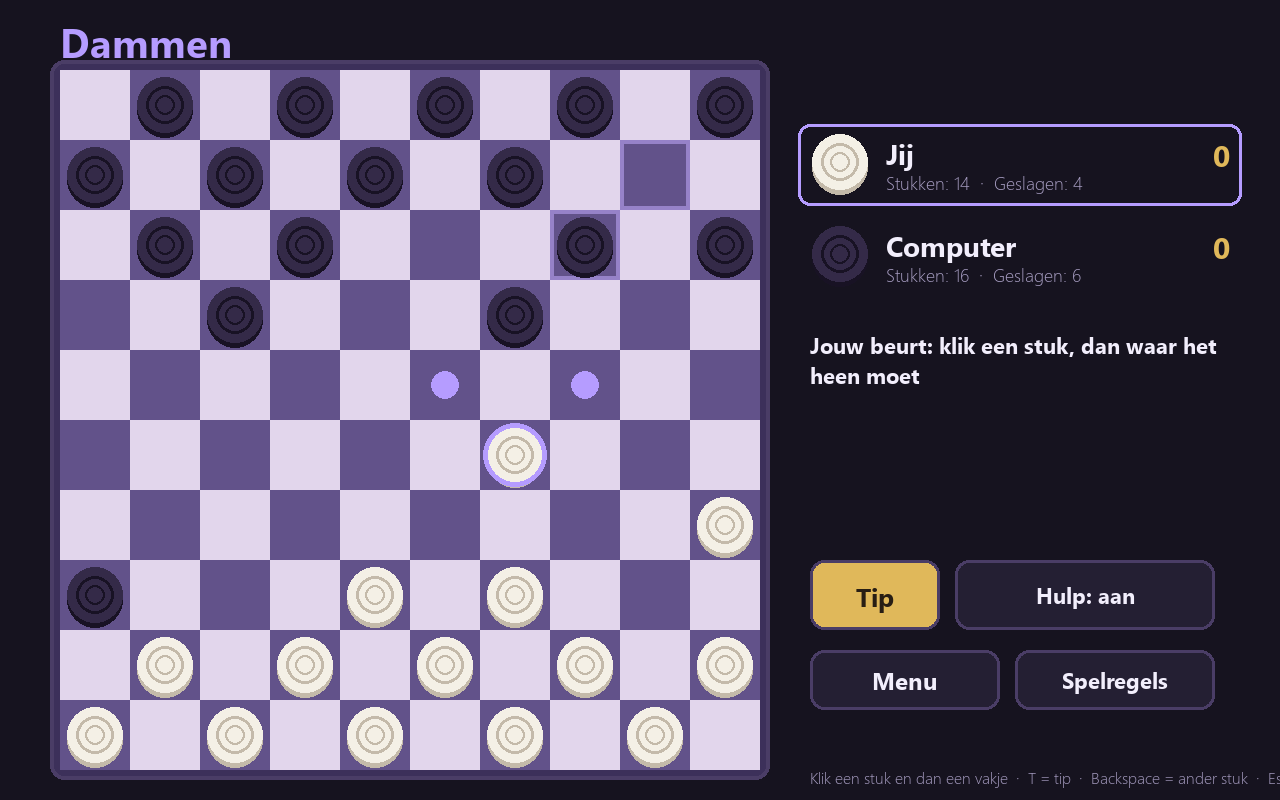 Dammen
Jij
0
Stukken: 14 · Geslagen: 4
Computer
0
Stukken: 16 · Geslagen: 6
Jouw beurt: klik een stuk, dan waar het
heen moet
Tip
Hulp: aan
Menu
Spelregels
Klik een stuk en dan een vakje · T = tip · Backspace = ander stuk · Es